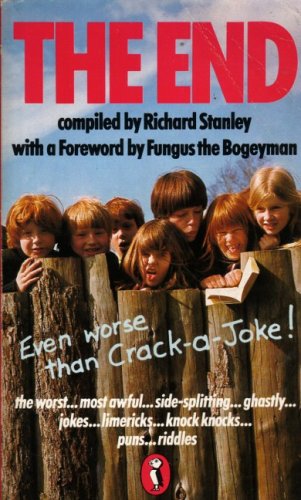 THE END
compiled by Richard Stanley
with a Foreword by Fungus the Bogeyman
Even worse
than Crack-a-Joke!
the worst... most awful... side-splitting... ghastly...
jokes... limericks... knock knocks...
puns... riddles